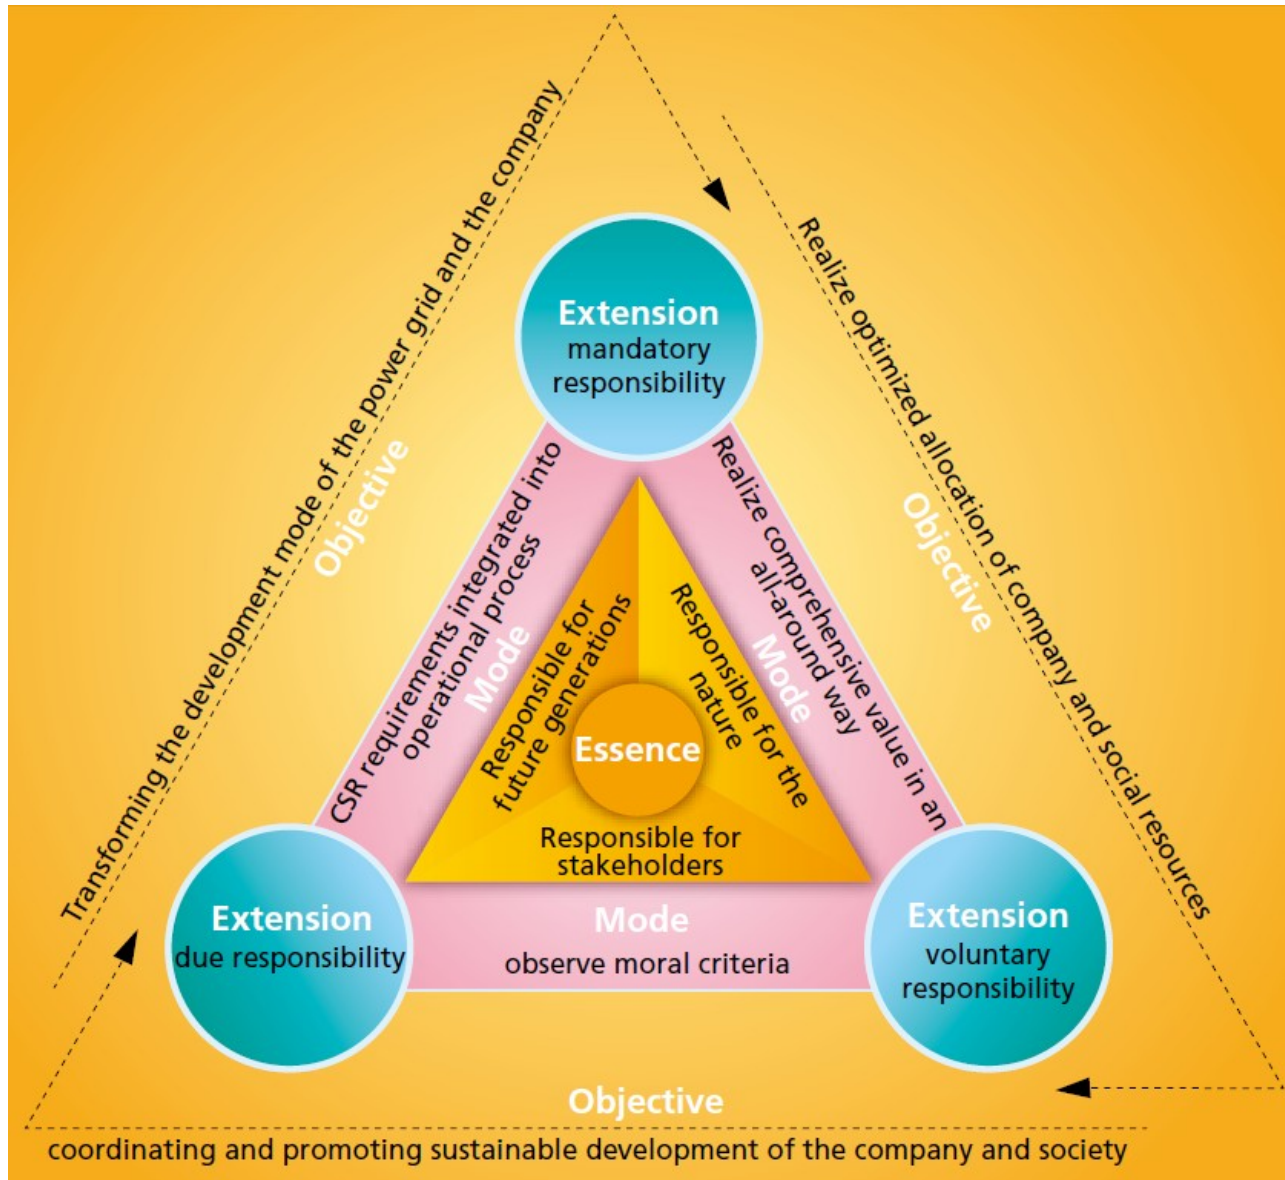 Transforming the development mode of the power grid and the company
Objective
Realize optimized allocation of company and social resources
Objective
Extension
mandatory
responsibility
CSR requirements integrated into
operational process
Mode
Realize comprehensive value in an
all-around way
Mode
Responsible for
future generations
Responsible for the
nature
Essence
Responsible for
stakeholders
Extension
due responsibility
Mode
observe moral criteria
Extension
voluntary
responsibility
Objective
coordinating and promoting sustainable development of the company and society